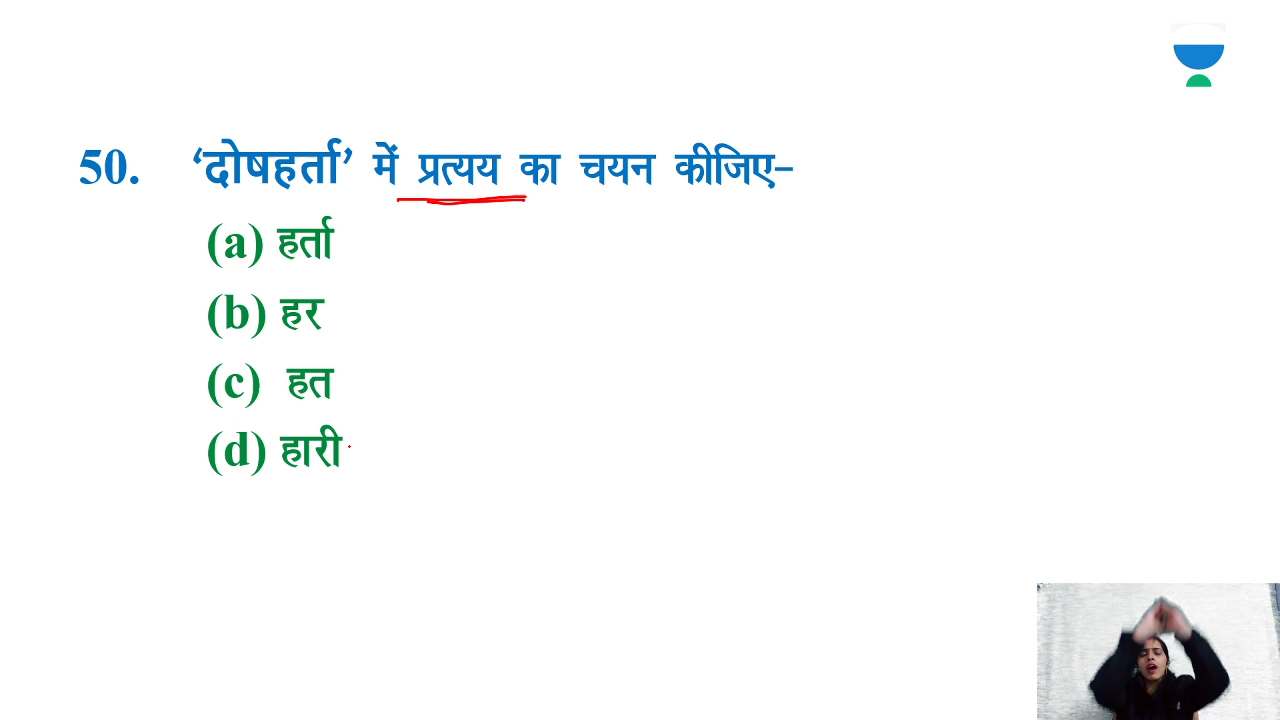 50. ‘दोषहर्ता’ में प्रत्यय का चयन कीजिए-
(a) हर्ता
(b) हर
(c) हत
(d) हारी